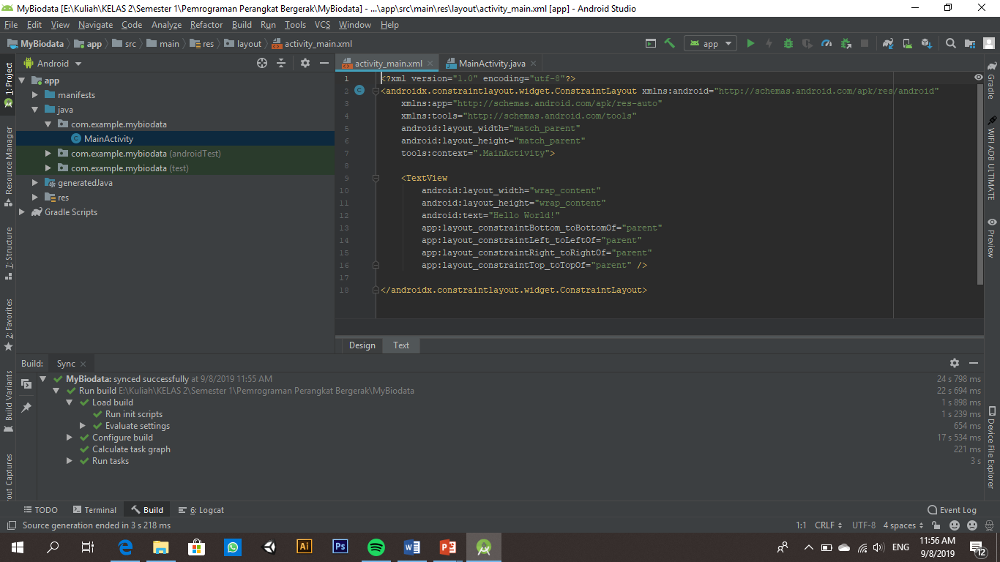 MyBiodata [E:\Kuliah\KELAS 2\Semester 1\Pemrograman Perangkat Bergerak\MyBiodata] - ...\app\src\main\res\layout\activity_main.xml [app] - Android Studio
File Edit View Navigate Code Analyze Refactor Build Run Tools VCS Window Help
MyBiodata app src main res layout activity_main.xml
app
Android
activity_main.xml
MainActivity.java
1: Project
Resource Manager
7: Structure
2: Favorites
Build Variants
out Captures
app
manifests
java
com.example.mybiodata
MainActivity
com.example.mybiodata (androidTest)
com.example.mybiodata (test)
generatedJava
res
Gradle Scripts
1 <?xml version="1.0" encoding="utf-8"?>
2 <androidx.constraintlayout.widget.ConstraintLayout xmlns:android="http://schemas.android.com/apk/res/android"
3 xmlns:app="http://schemas.android.com/apk/res-auto"
4 xmlns:tools="http://schemas.android.com/tools"
5 android:layout_width="match_parent"
6 android:layout_height="match_parent"
7 tools:context=".MainActivity">
8
9 <TextView
10 android:layout_width="wrap_content"
11 android:layout_height="wrap_content"
12 android:text="Hello World!"
13 app:layout_constraintBottom_toBottomOf="parent"
14 app:layout_constraintLeft_toLeftOf="parent"
15 app:layout_constraintRight_toRightOf="parent"
16 app:layout_constraintTop_toTopOf="parent" />
17
18 </androidx.constraintlayout.widget.ConstraintLayout>
Gradle
WIFI ADB ULTIMATE
Preview
Device File Explorer
Design Text
Build: Sync
MyBiodata: synced successfully at 9/8/2019 11:55 AM 24 s 798 ms
Run build E:\Kuliah\KELAS 2\Semester 1\Pemrograman Perangkat Bergerak\MyBiodata 22 s 694 ms
Load build 1 s 898 ms
Run init scripts 1 s 239 ms
Evaluate settings 654 ms
Configure build 17 s 534 ms
Calculate task graph 221 ms
Run tasks 3 s
TODO Terminal Build 6: Logcat Event Log
Source generation ended in 3 s 218 ms 1:1 CRLF UTF-8 4 spaces
Ai Ps ENG 11:56 AM
9/8/2019
12